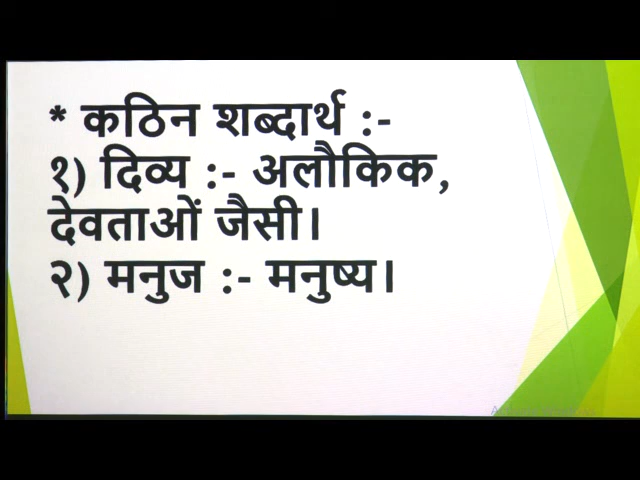 * कठिन शब्दार्थ :-
१) दिव्य :- अलौकिक,
देवताओं जैसी।
२) मनुज :- मनुष्य।